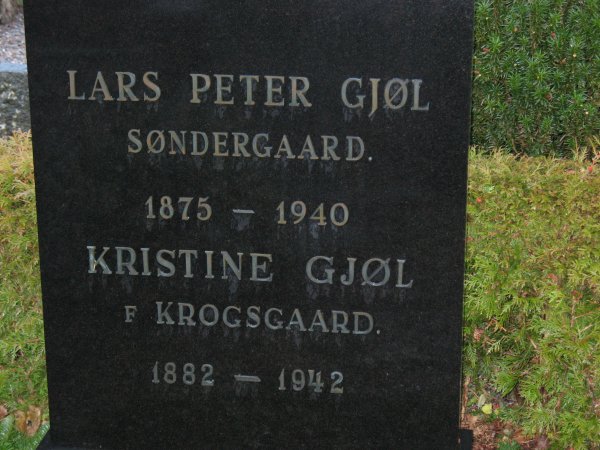 LARS PETER GJØL
SØNDERGAARD.
1875 – 1940
KRISTINE GJØL
F KROGSGAARD.
1882 – 1942